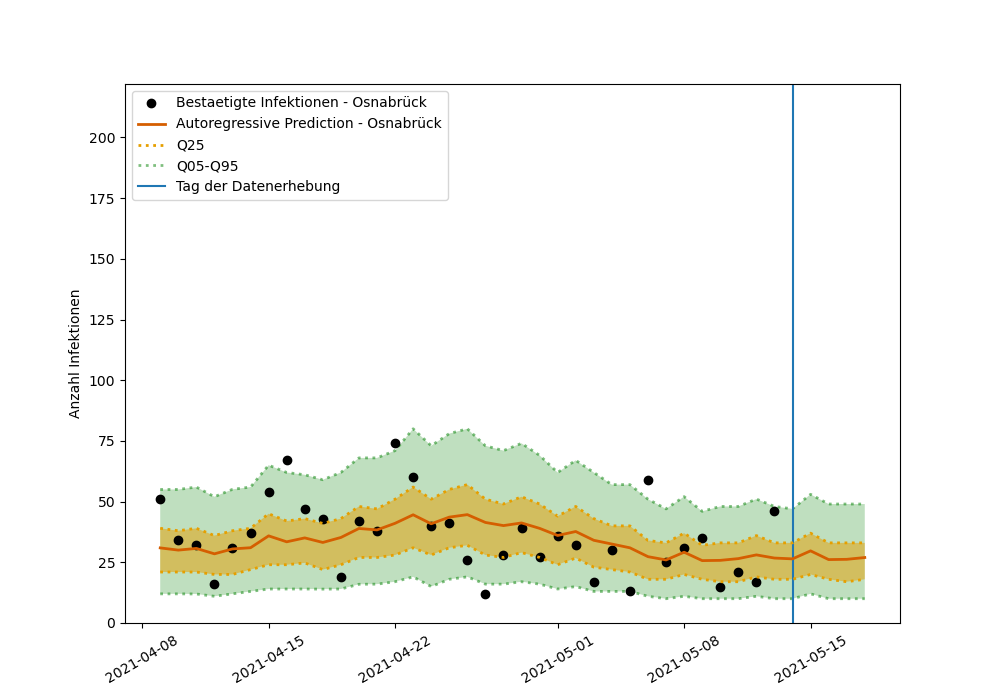 Bestaetigte Infektionen - Osnabrück
Autoregressive Prediction - Osnabrück
Q25
Q05-Q95
Tag der Datenerhebung
Anzahl Infektionen
200
175
150
125
100
75
50
25
0
2021-04-08
2021-04-15
2021-04-22
2021-05-01
2021-05-08
2021-05-15